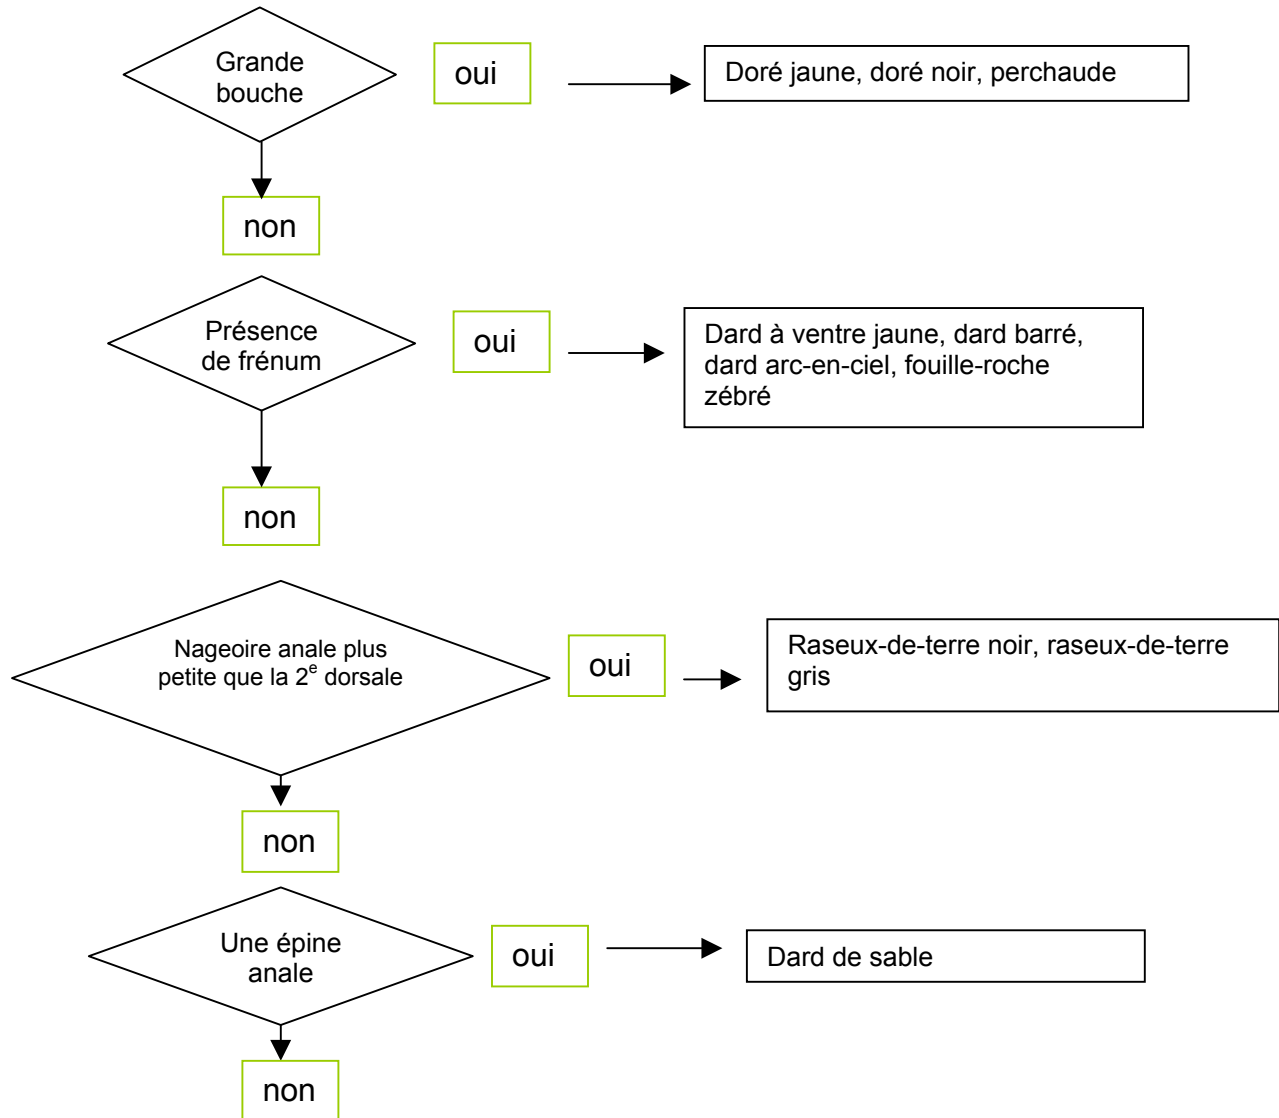 Grande
bouche
oui
Doré jaune, doré noir, perchaude
non
Présence
de frénum
oui
Dard à ventre jaune, dard barré,
dard arc-en-ciel, fouille-roche
zébré
non
Nageoire anale plus
petite que la 2e dorsale
oui
Raseux-de-terre noir, raseux-de-terre
gris
non
Une épine
anale
oui
Dard de sable
non